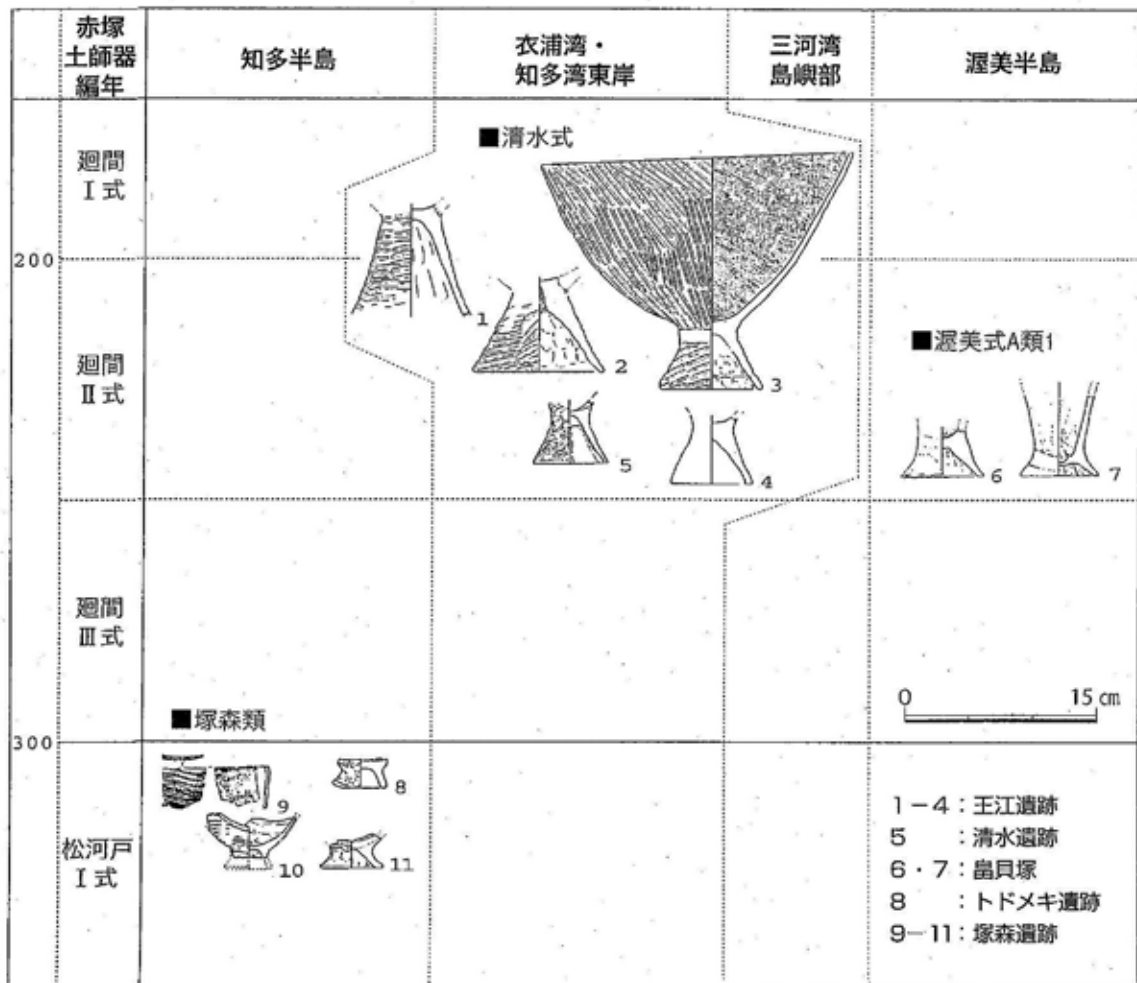 赤塚
土師器
編年
知多半島
衣浦湾・
知多湾東岸
三河湾
島嶼部
渥美半島
廻間
Ⅰ式
■清水式
200
1
2
3
廻間
Ⅱ式
■渥美式A類1
5
4
6
7
廻間
Ⅲ式
0 15cm
■塚森類
300
9
8
10
11
松河戸
Ⅰ式
1-4：王江遺跡
5 ：清水遺跡
6・7：畠貝塚
8 ：トドメキ遺跡
9-11：塚森遺跡